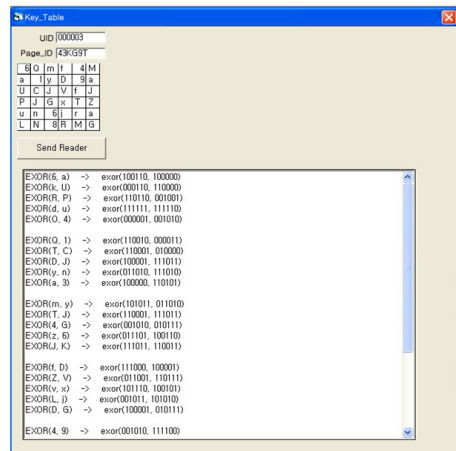 Key_Table
UID 000003
Page_ID 43KG9T
6 Q m f 4 M
a 1 y D 9 a
U C J V f J
P J G x T Z
u n 6 j r a
L N 8 R M G
Send Reader
EXOR(6, a) -> exor(100110, 100000)
EXOR(k, U) -> exor(000110, 110000)
EXOR(R, P) -> exor(110110, 001001)
EXOR(d, u) -> exor(111111, 111110)
EXOR(O, 4) -> exor(000001, 001010)
EXOR(Q, 1) -> exor(110010, 000011)
EXOR(T, C) -> exor(110001, 010000)
EXOR(D, J) -> exor(100001, 111011)
EXOR(y, n) -> exor(011010, 111010)
EXOR(a, 3) -> exor(100000, 110101)
EXOR(m, y) -> exor(101011, 011010)
EXOR(T, J) -> exor(110001, 111011)
EXOR(4, G) -> exor(001010, 010111)
EXOR(z, 6) -> exor(011101, 100110)
EXOR(J, K) -> exor(111011, 110011)
EXOR(f, D) -> exor(111000, 100001)
EXOR(Z, V) -> exor(011001, 110111)
EXOR(v, x) -> exor(101110, 100101)
EXOR(L, j) -> exor(001011, 101010)
EXOR(D, G) -> exor(100001, 010111)
EXOR(4, 9) -> exor(001010, 111100)